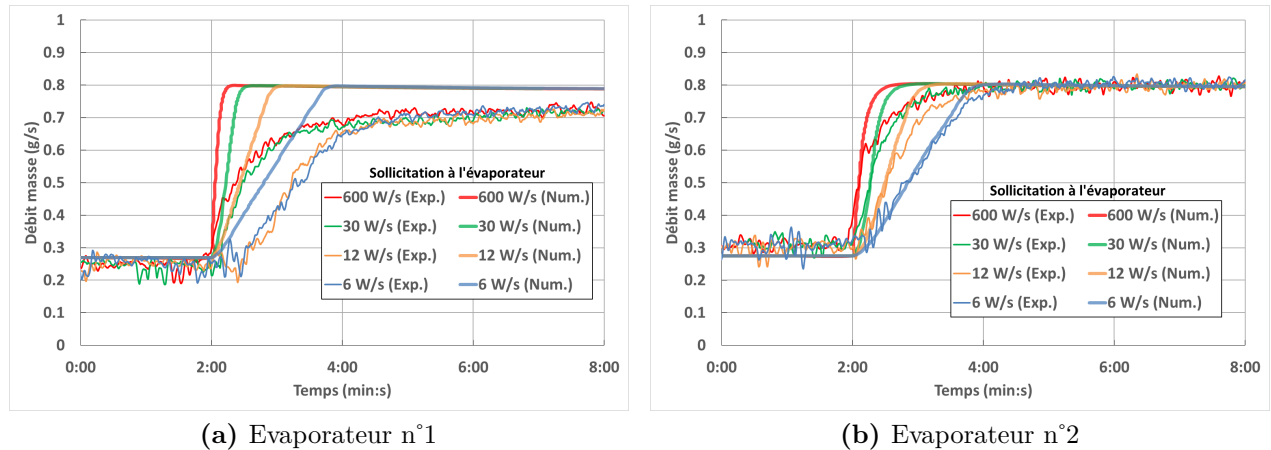 1
0.9
0.8
0.7
0.6
0.5
0.4
0.3
0.2
0.1
0
Débit masse (g/s)
0:00 2:00 4:00 6:00 8:00
Temps (min:s)
Sollicitation à l'évaporateur
600 W/s (Exp.) 600 W/s (Num.)
30 W/s (Exp.) 30 W/s (Num.)
12 W/s (Exp.) 12 W/s (Num.)
6 W/s (Exp.) 6 W/s (Num.)
(a) Evaporateur n°1
1
0.9
0.8
0.7
0.6
0.5
0.4
0.3
0.2
0.1
0
Débit masse (g/s)
0:00 2:00 4:00 6:00 8:00
Temps (min:s)
Sollicitation à l'évaporateur
600 W/s (Exp.) 600 W/s (Num.)
30 W/s (Exp.) 30 W/s (Num.)
12 W/s (Exp.) 12 W/s (Num.)
6 W/s (Exp.) 6 W/s (Num.)
(b) Evaporateur n°2